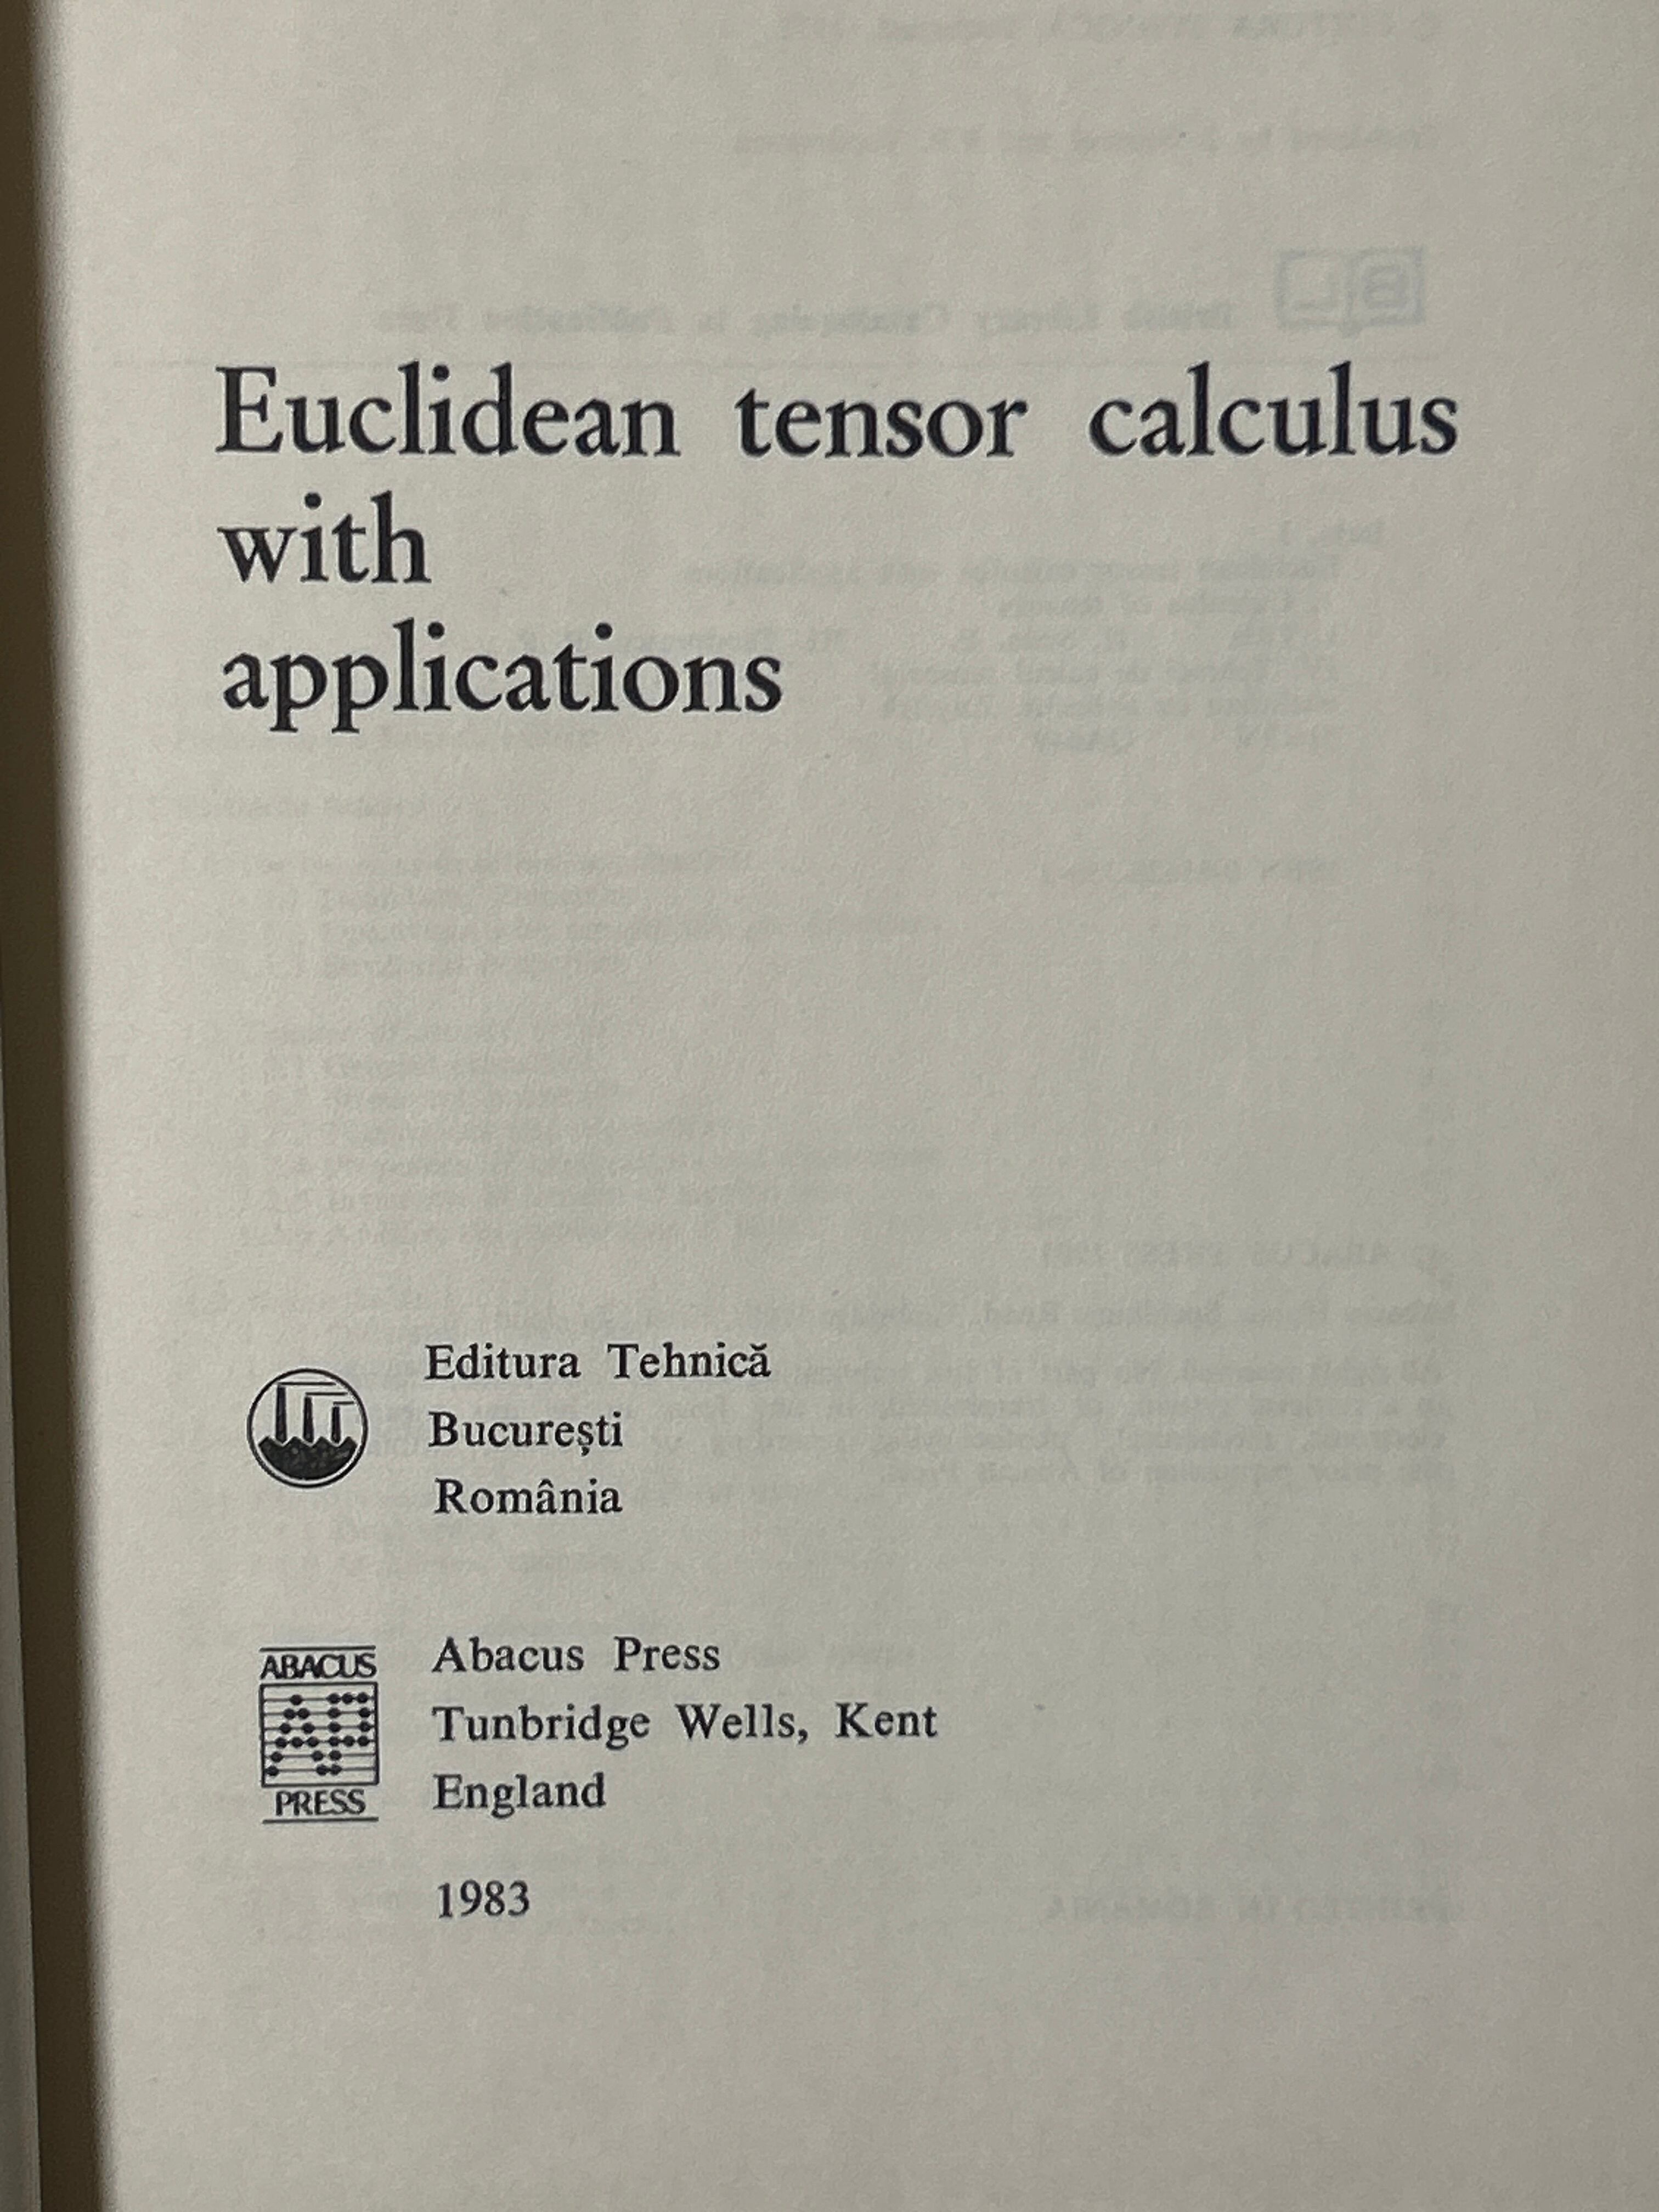 Euclidean tensor calculus
with
applications
Editura Tehnică
București
România
ABACUS
PRESS
Abacus Press
Tunbridge Wells, Kent
England
1983